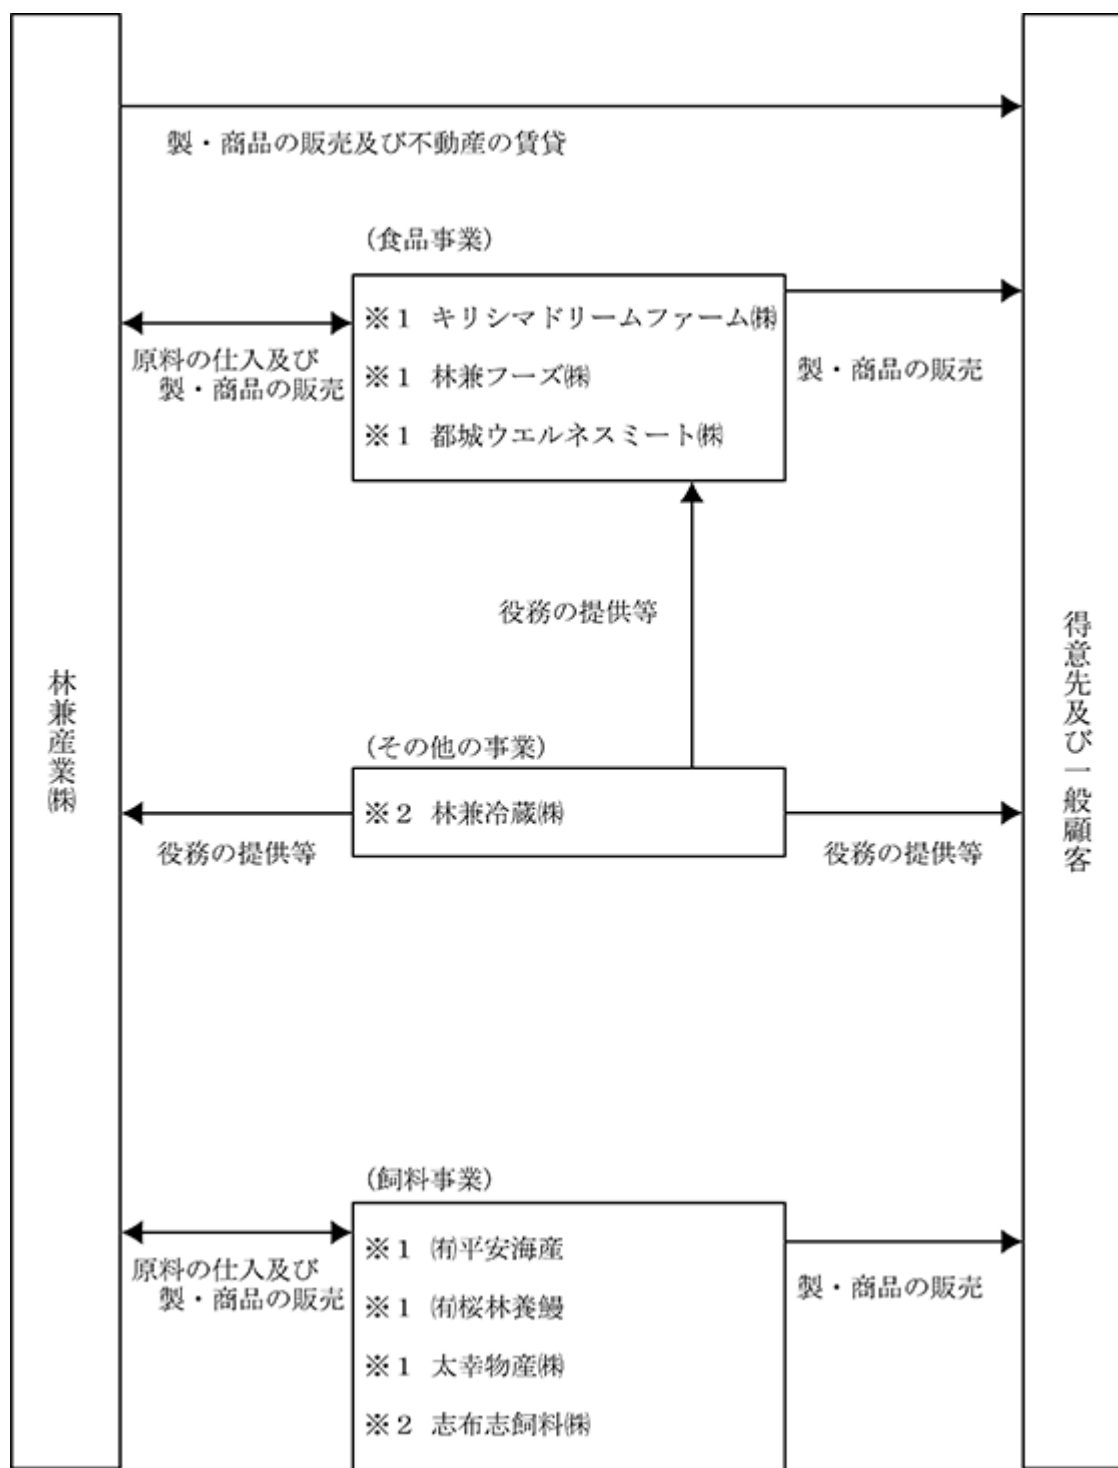 製・商品の販売及び不動産の賃貸
(食品事業)
※1 キリシマドリームファーム㈱
※1 林兼フーズ㈱
※1 都城ウエルネスミート㈱
原料の仕入及び
製・商品の販売
製・商品の販売
役務の提供等
林兼産業㈱
得意先及び一般顧客
(その他の事業)
※2 林兼冷蔵㈱
役務の提供等
役務の提供等
(飼料事業)
※1 ㈲平安海産
※1 ㈲桜林養鰻
※1 太幸物産㈱
※2 志布志飼料㈱
原料の仕入及び
製・商品の販売
製・商品の販売